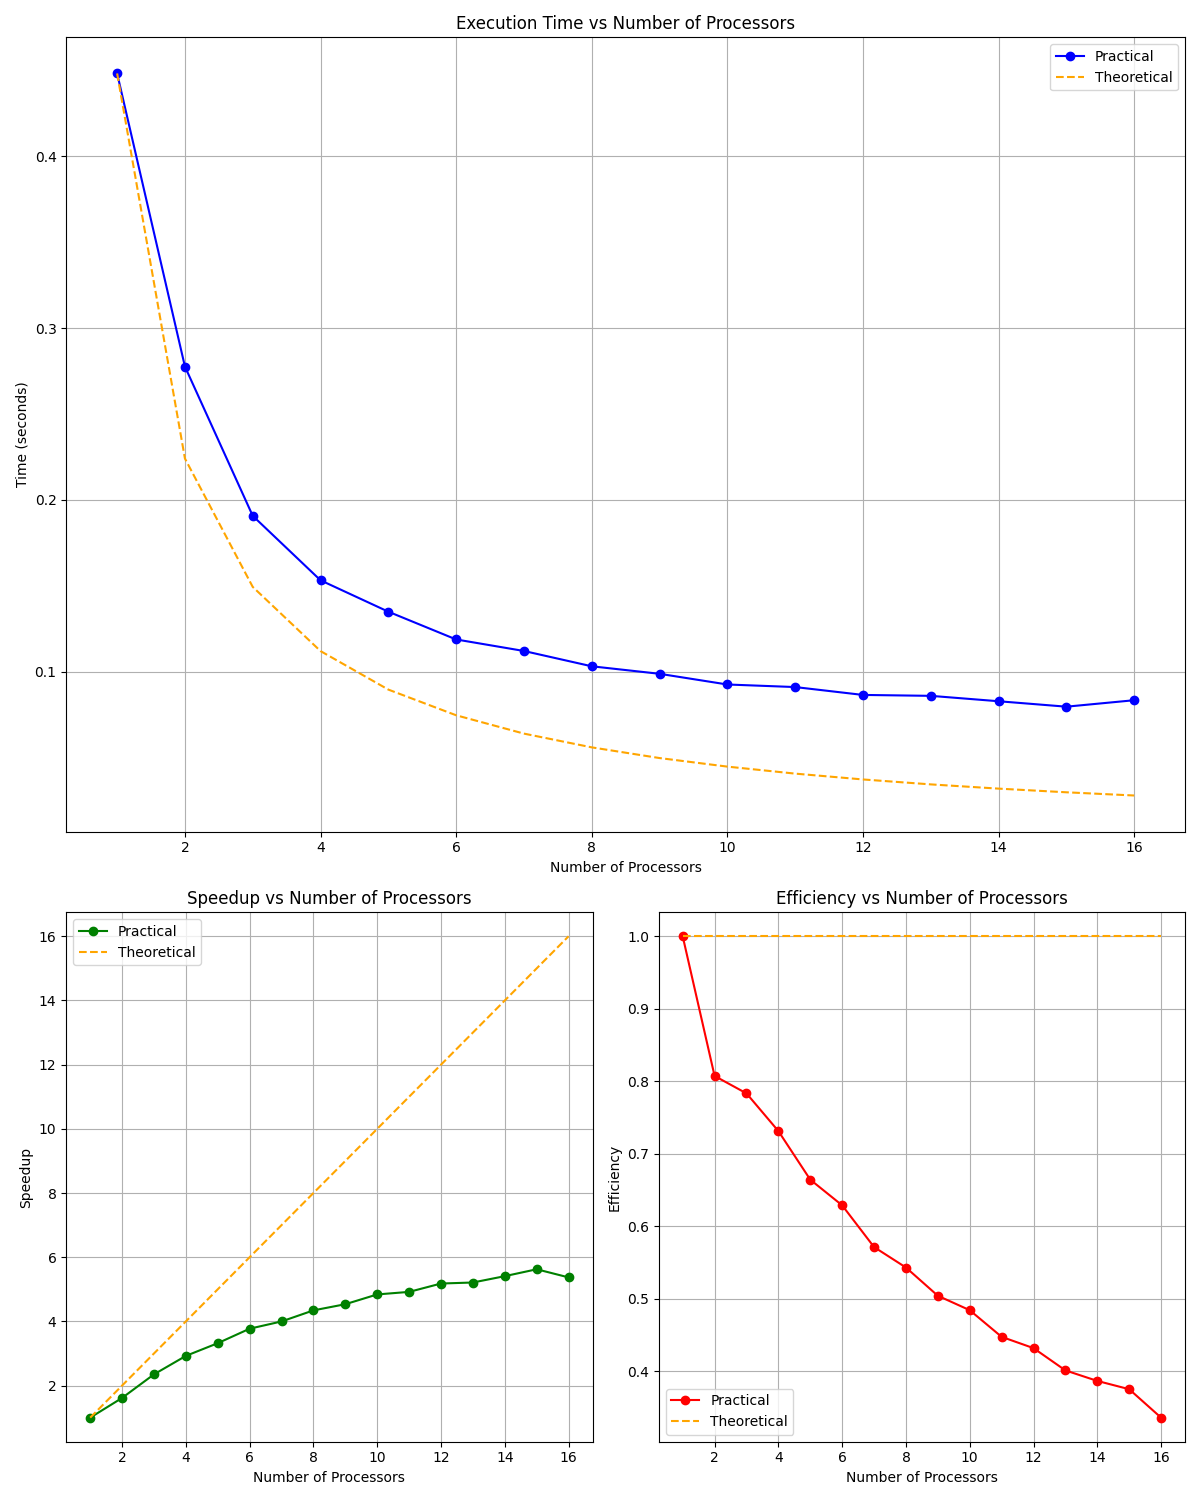 Execution Time vs Number of Processors
Practical
Theoretical
0.4
0.3
0.2
0.1
Time (seconds)
2 4 6 8 10 12 14 16
Number of Processors
Speedup vs Number of Processors
Practical
Theoretical
16
14
12
10
8
6
4
2
Speedup
2 4 6 8 10 12 14 16
Number of Processors
Efficiency vs Number of Processors
1.0
0.9
0.8
0.7
0.6
0.5
0.4
Efficiency
Practical
Theoretical
2 4 6 8 10 12 14 16
Number of Processors